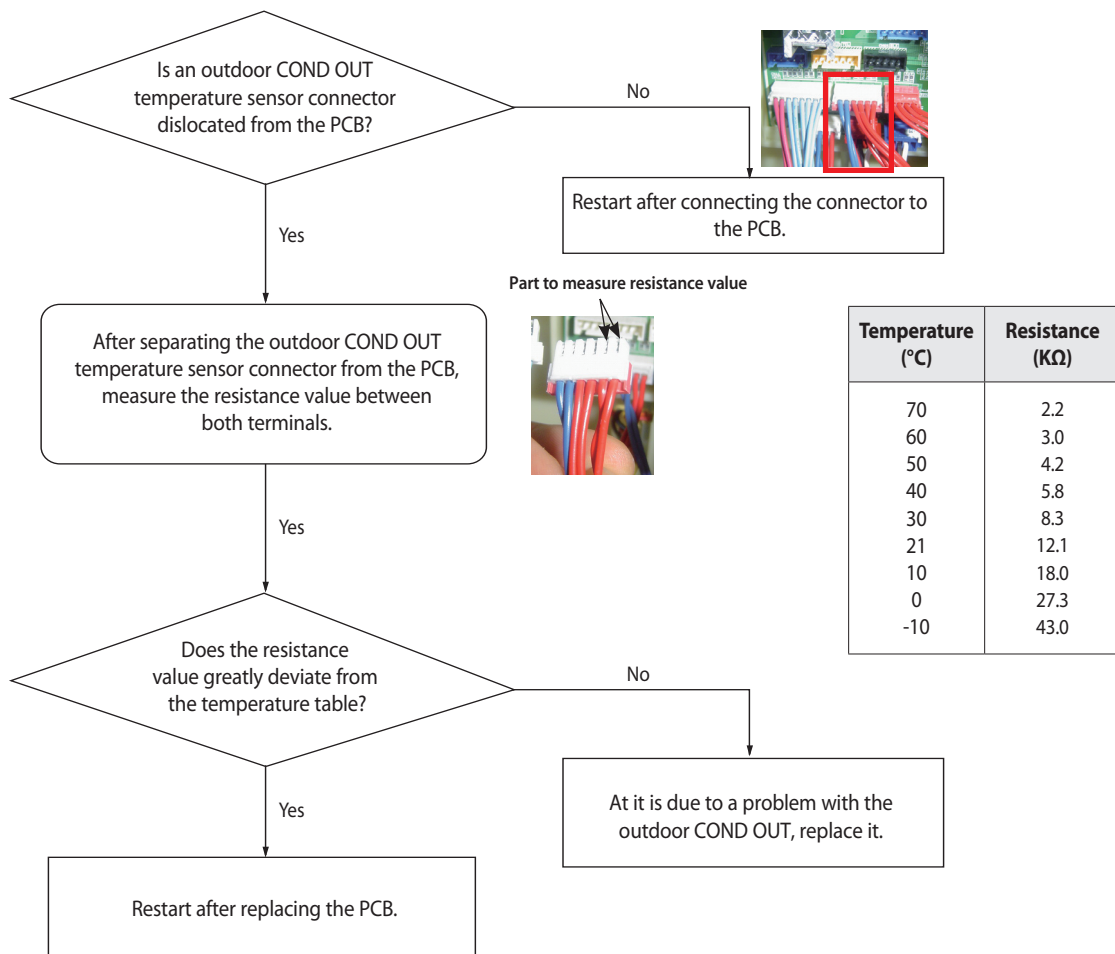 Is an outdoor COND OUT
temperature sensor connector
dislocated from the PCB?
No
Restart after connecting the connector to
the PCB.
Yes
Part to measure resistance value
After separating the outdoor COND OUT
temperature sensor connector from the PCB,
measure the resistance value between
both terminals.
Temperature Resistance
(°C) (KΩ)
70 2.2
60 3.0
50 4.2
40 5.8
30 8.3
21 12.1
10 18.0
0 27.3
-10 43.0
Yes
Does the resistance
value greatly deviate from
the temperature table?
No
At it is due to a problem with the
outdoor COND OUT, replace it.
Yes
Restart after replacing the PCB.